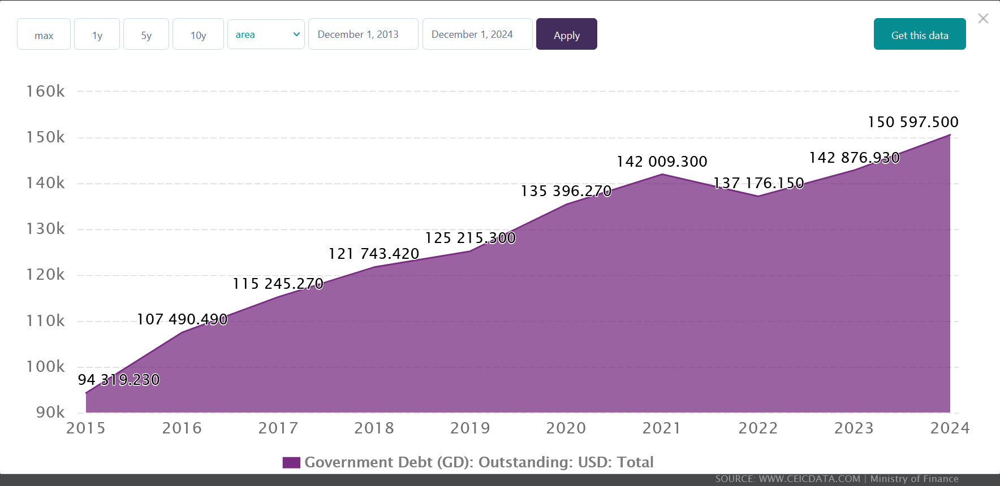 max 1y 5y 10y area December 1, 2013 December 1, 2024 Apply Get this data
160k
150 597.500
150k
142 009.300 142 876.930
140k
135 396.270 137 176.150
130k
125 215.300
121 743.420
120k
115 245.270
110k
107 490.490
100k
94 319.230
90k
2015 2016 2017 2018 2019 2020 2021 2022 2023 2024
Government Debt (GD): Outstanding: USD: Total
SOURCE: WWW.CEICDATA.COM | Ministry of Finance